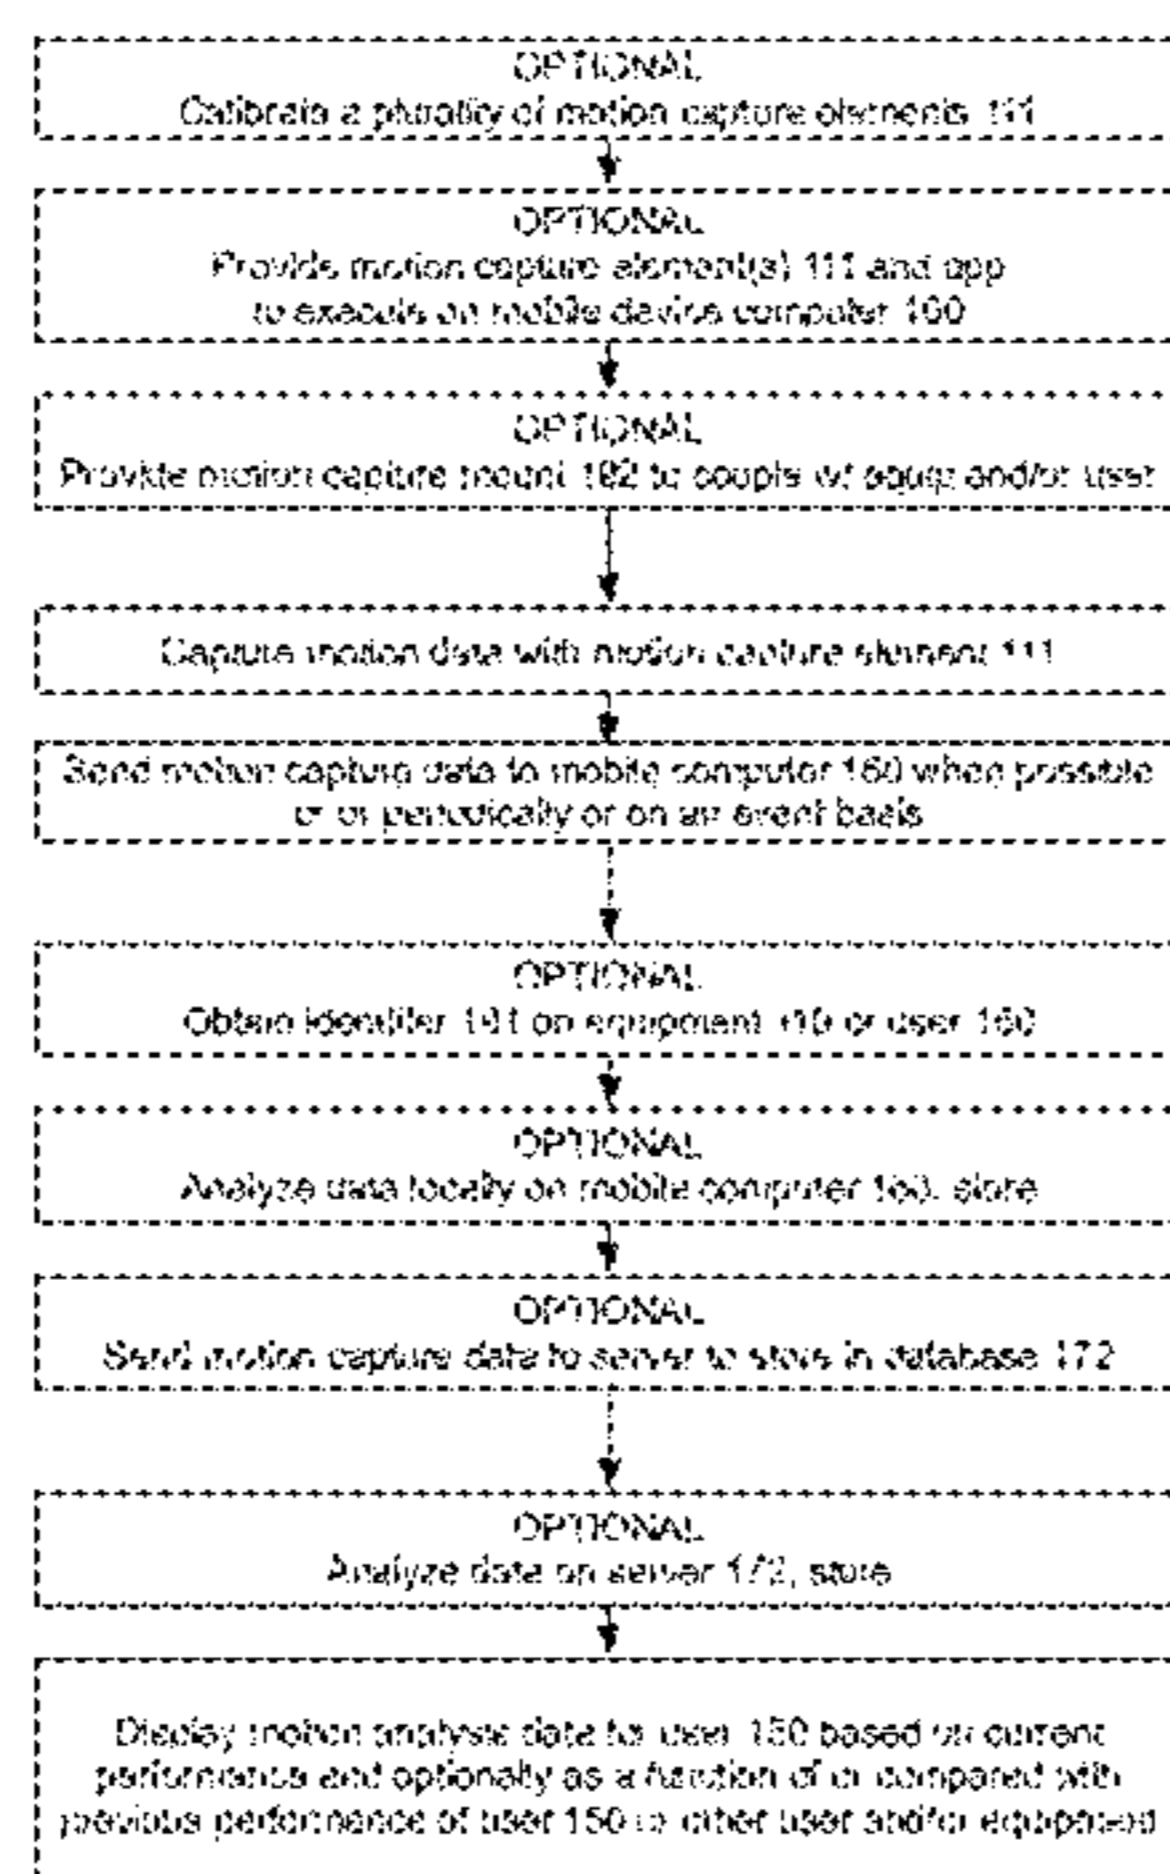 OPTIONAL
Calibrate a plurality of motion capture elements 111
OPTIONAL
Provide motion capture element(s) 111 and app
to execute on mobile device computer 160
OPTIONAL
Provide motion capture mount 192 to couple w/ equip and/or user
Capture motion data with motion capture element 111
Send motion capture data to mobile computer 160 when possible
or or periodically or on an event basis
OPTIONAL
Obtain identifier 191 on equipment 110 or user
OPTIONAL
Analyze data locally on mobile computer 160, store
OPTIONAL
Send motion capture data to server to store in database 172
OPTIONAL
Analyze data on server 172, store
Display motion analysis data for user 150 based on current
performance and optionally as a function of or compared with
previous performance of user 150 or other user and/or equipment